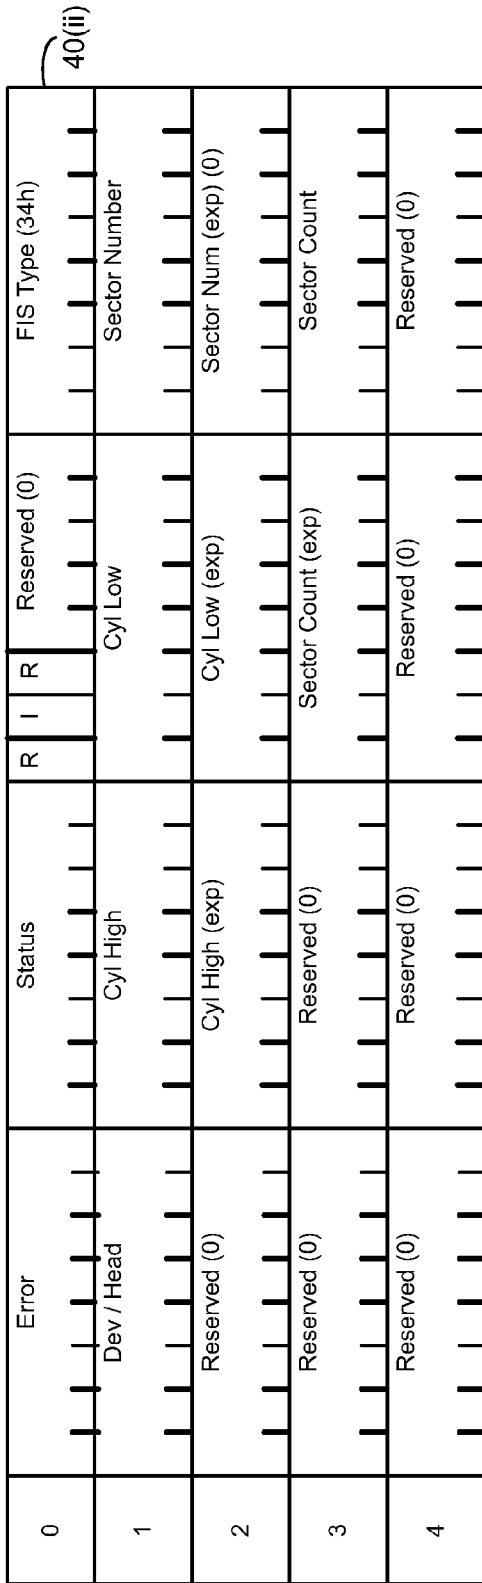 40(ii)
0 Error Status R I R Reserved (0) FIS Type (34h)
1 Dev / Head Cyl High Cyl Low Sector Number
2 Reserved (0) Cyl High (exp) Cyl Low (exp) Sector Num (exp) (0)
3 Reserved (0) Reserved (0) Sector Count (exp) Sector Count
4 Reserved (0) Reserved (0) Reserved (0) Reserved (0)